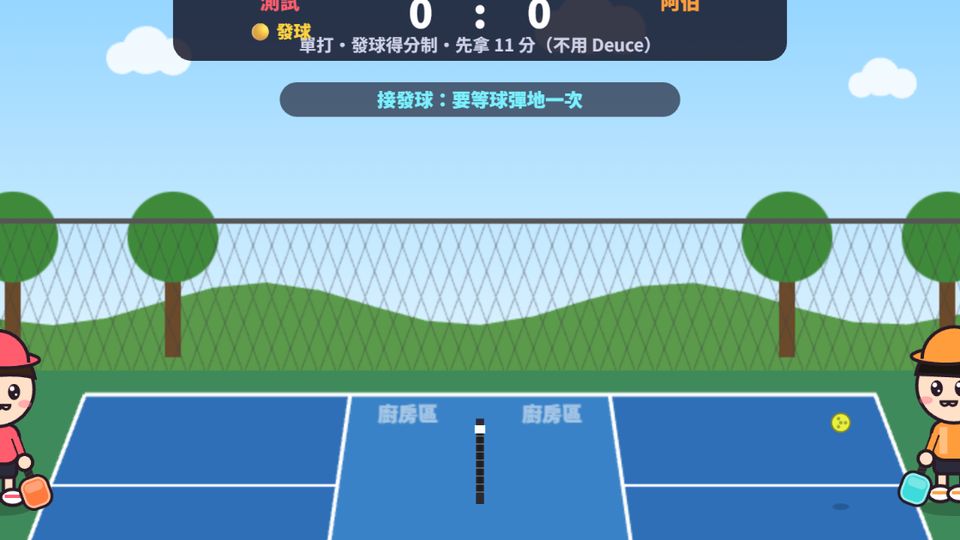 測試
0 : 0
阿伯
發球
單打・發球得分制・先拿 11 分（不用 Deuce）
接發球：要等球彈地一次
廚房區
廚房區